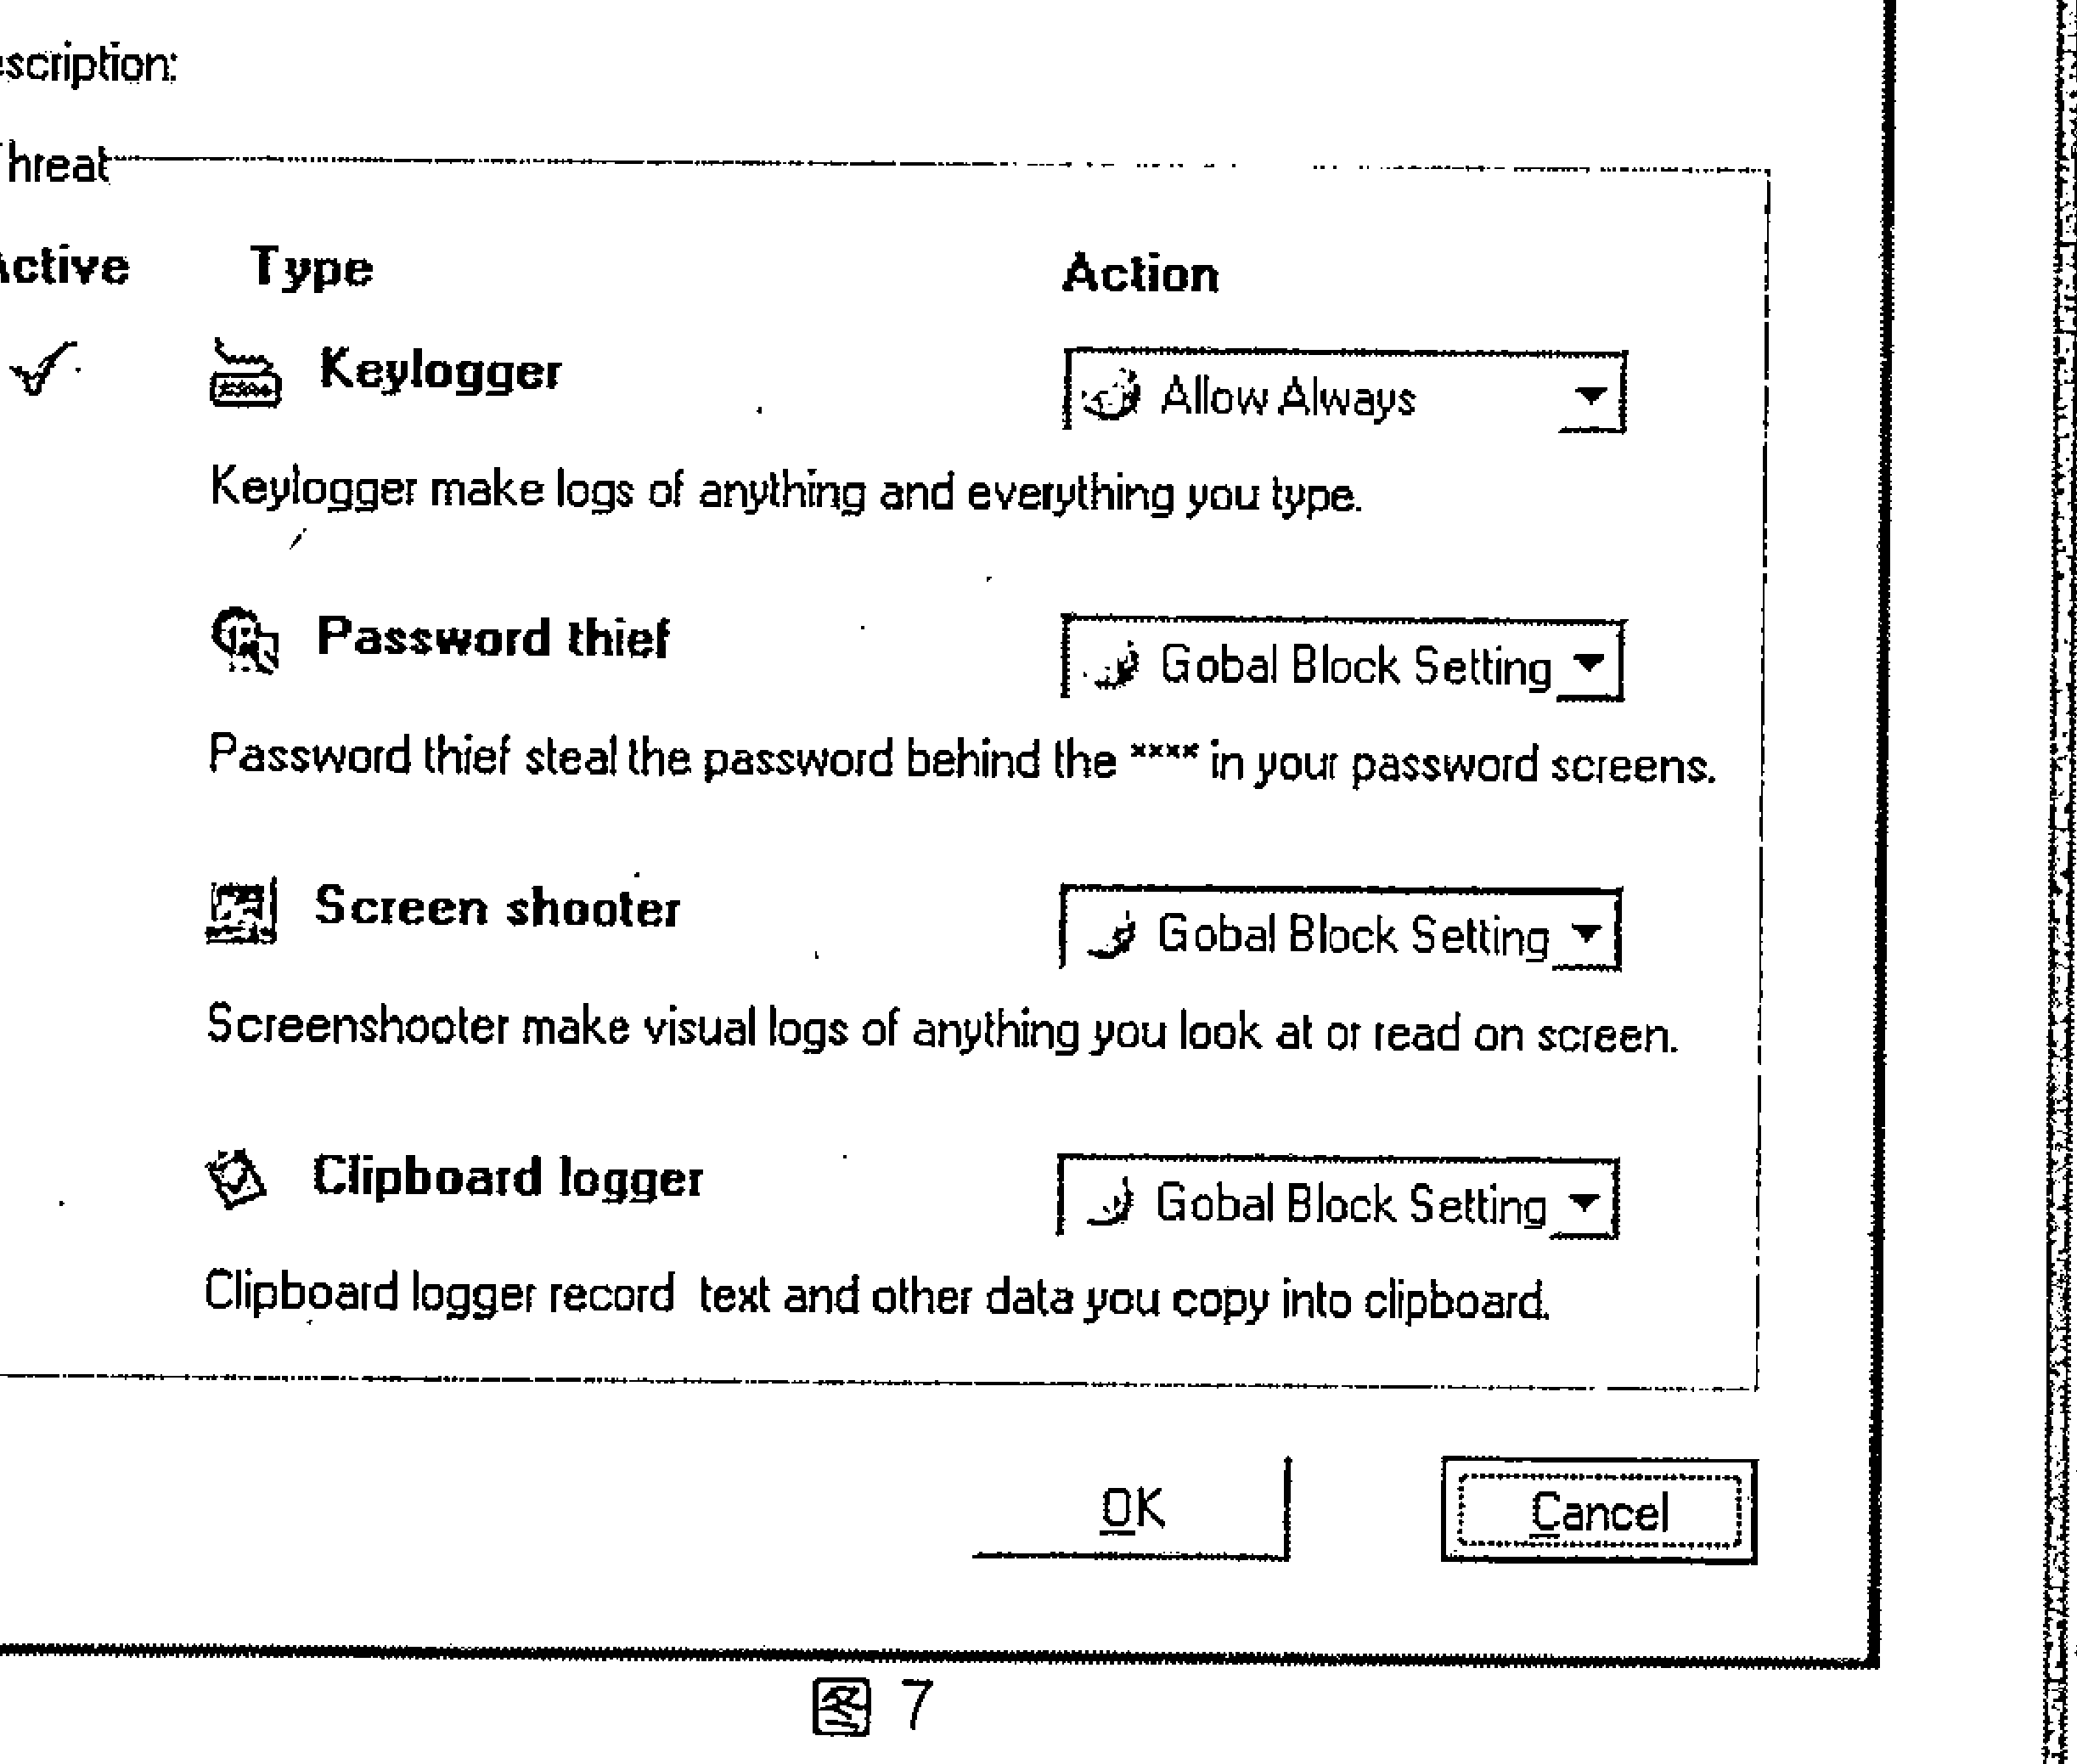 escription:
Threat
Active Type Action
Keylogger Allow Always
Keylogger make logs of anything and everything you type.
Password thief Gobal Block Setting
Password thief steal the password behind the **** in your password screens.
Screen shooter Gobal Block Setting
Screenshooter make visual logs of anything you look at or read on screen.
Clipboard logger Gobal Block Setting
Clipboard logger record text and other data you copy into clipboard.
OK Cancel
图 7